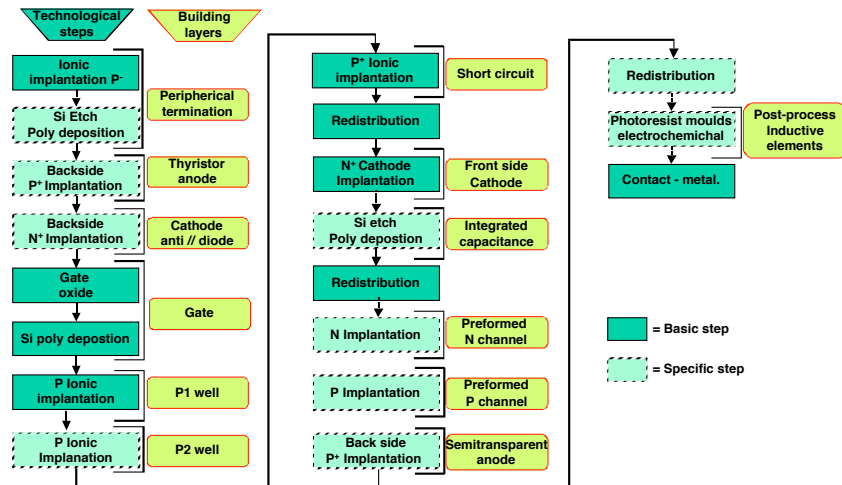 Technological
steps
Building
layers
Ionic
implantation P-
Peripherical
termination
Si Etch
Poly deposition
Backside
P+ Implantation
Thyristor
anode
Backside
N+ Implantation
Cathode
anti // diode
Gate
oxide
Gate
Si poly depostion
P Ionic
implantation
P1 well
P Ionic
Implanation
P2 well
P+ Ionic
implantation
Short circuit
Redistribution
N+ Cathode
Implantation
Front side
Cathode
Si etch
Poly depostion
Integrated
capacitance
Redistribution
N Implantation
Preformed
N channel
P Implantation
Preformed
P channel
Back side
P+ Implantation
Semitransparent
anode
Redistribution
Photoresist moulds
electrochemichal
Post-process
Inductive
elements
Contact - metal.
= Basic step
= Specific step